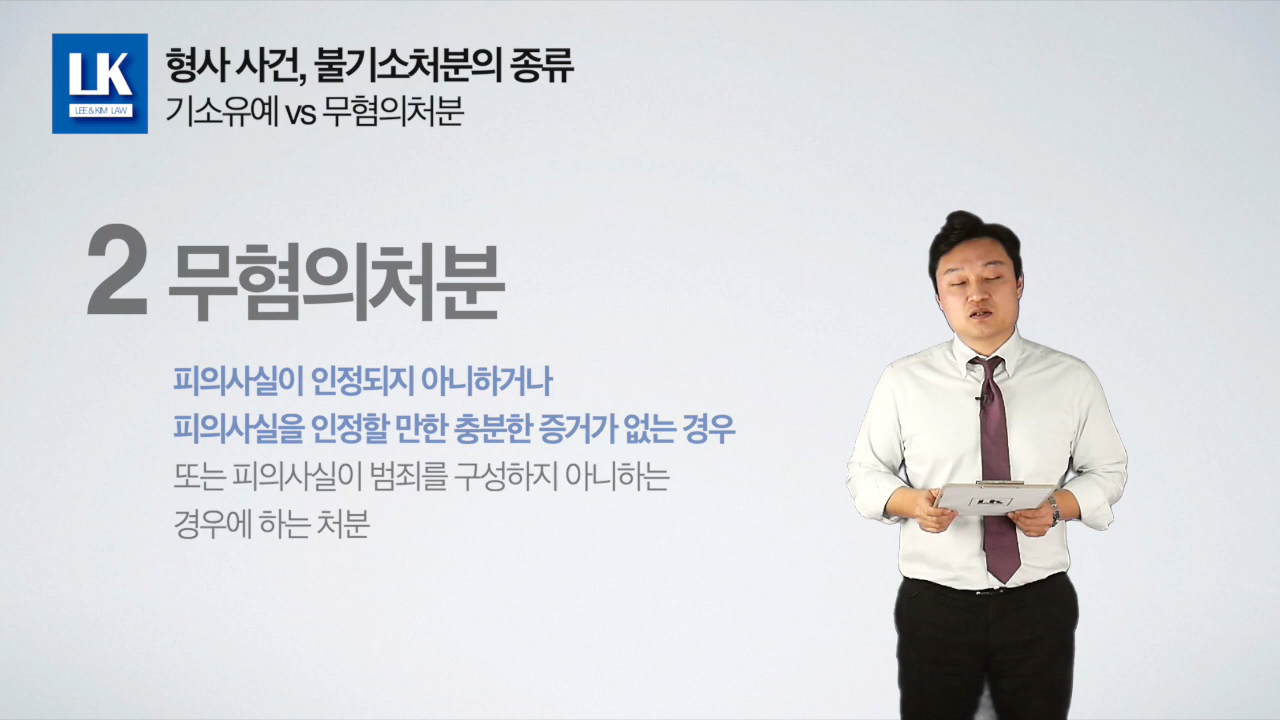 LK
LEE & KIM LAW
형사 사건, 불기소처분의 종류
기소유예 vs 무혐의처분
2 무혐의처분
피의사실이 인정되지 아니하거나
피의사실을 인정할 만한 충분한 증거가 없는 경우
또는 피의사실이 범죄를 구성하지 아니하는
경우에 하는 처분
LK